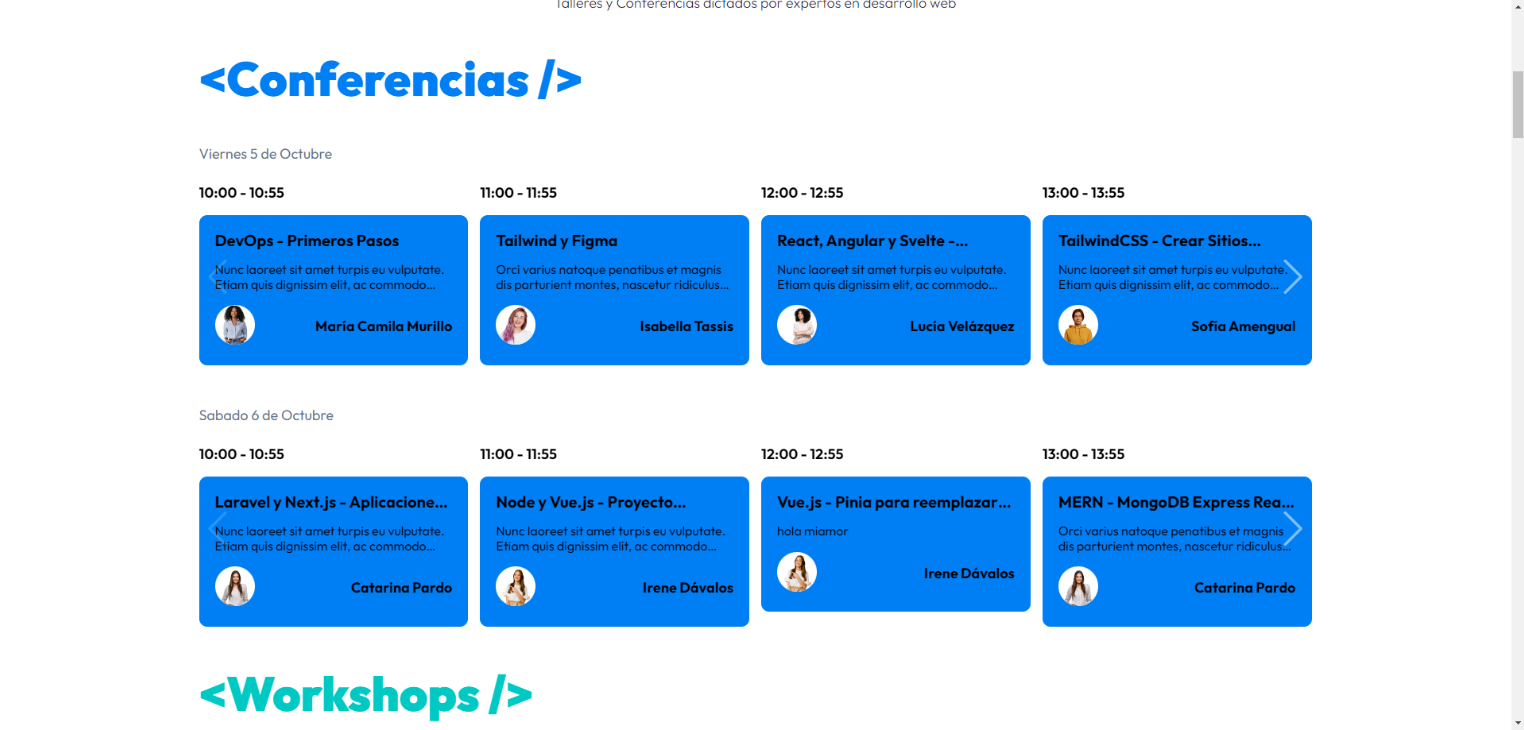 Talleres y Conferencias dictados por expertos en desarrollo web
<Conferencias />
Viernes 5 de Octubre
10:00 - 10:55
DevOps - Primeros Pasos
Nunc laoreet sit amet turpis eu vulputate.
Etiam quis dignissim elit, ac commodo...
María Camila Murillo
11:00 - 11:55
Tailwind y Figma
Orci varius natoque penatibus et magnis
dis parturient montes, nascetur ridiculus...
Isabella Tassis
12:00 - 12:55
React, Angular y Svelte -...
Nunc laoreet sit amet turpis eu vulputate.
Etiam quis dignissim elit, ac commodo...
Lucía Velázquez
13:00 - 13:55
TailwindCSS - Crear Sitios...
Nunc laoreet sit amet turpis eu vulputate.
Etiam quis dignissim elit, ac commodo...
Sofía Amengual
Sabado 6 de Octubre
10:00 - 10:55
Laravel y Next.js - Aplicacione...
Nunc laoreet sit amet turpis eu vulputate.
Etiam quis dignissim elit, ac commodo...
Catarina Pardo
11:00 - 11:55
Node y Vue.js - Proyecto...
Nunc laoreet sit amet turpis eu vulputate.
Etiam quis dignissim elit, ac commodo...
Irene Dávalos
12:00 - 12:55
Vue.js - Pinia para reemplazar...
hola miamor
Irene Dávalos
13:00 - 13:55
MERN - MongoDB Express Rea...
Orci varius natoque penatibus et magnis
dis parturient montes, nascetur ridiculus...
Catarina Pardo
<Workshops />